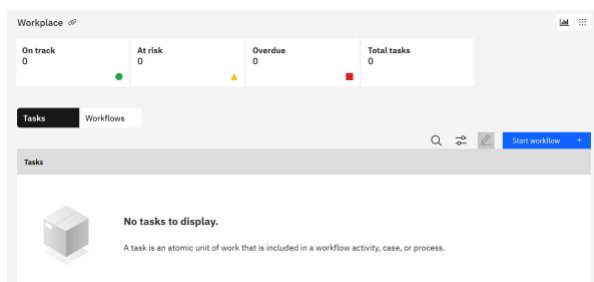 Workplace
On track
0
At risk
0
Overdue
0
Total tasks
0
Tasks
Workflows
Start workflow +
Tasks
No tasks to display.
A task is an atomic unit of work that is included in a workflow activity, case, or process.